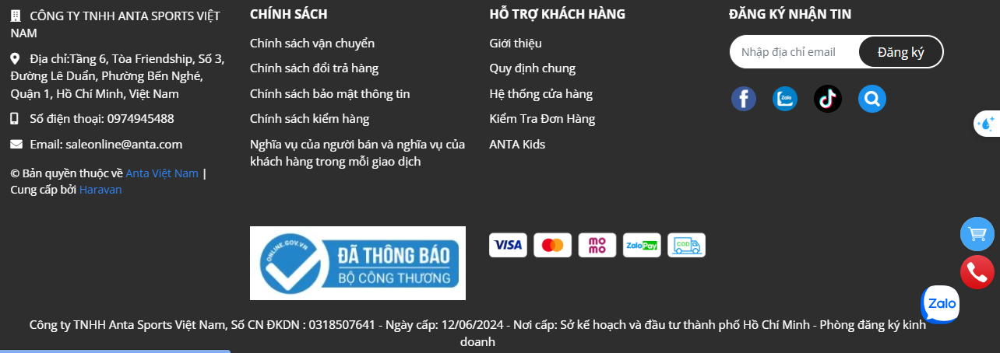 CÔNG TY TNHH ANTA SPORTS VIỆT
NAM
Địa chỉ:Tầng 6, Tòa Friendship, Số 3,
Đường Lê Duẩn, Phường Bến Nghé,
Quận 1, Hồ Chí Minh, Việt Nam
Số điện thoại: 0974945488
Email: saleonline@anta.com
© Bản quyền thuộc về Anta Việt Nam |
Cung cấp bởi Haravan
CHÍNH SÁCH
Chính sách vận chuyển
Chính sách đổi trả hàng
Chính sách bảo mật thông tin
Chính sách kiểm hàng
Nghĩa vụ của người bán và nghĩa vụ của
khách hàng trong mỗi giao dịch
HỖ TRỢ KHÁCH HÀNG
Giới thiệu
Quy định chung
Hệ thống cửa hàng
Kiểm Tra Đơn Hàng
ANTA Kids
ĐĂNG KÝ NHẬN TIN
Nhập địa chỉ email
Đăng ký
Zalo
ONLINE.GOV.VN
ĐÃ THÔNG BÁO
BỘ CÔNG THƯƠNG
VISA
mo
mo
ZaloPay
COD
Zalo
Công ty TNHH Anta Sports Việt Nam, Số CN ĐKDN : 0318507641 - Ngày cấp: 12/06/2024 - Nơi cấp: Sở kế hoạch và đầu tư thành phố Hồ Chí Minh - Phòng đăng ký kinh
doanh